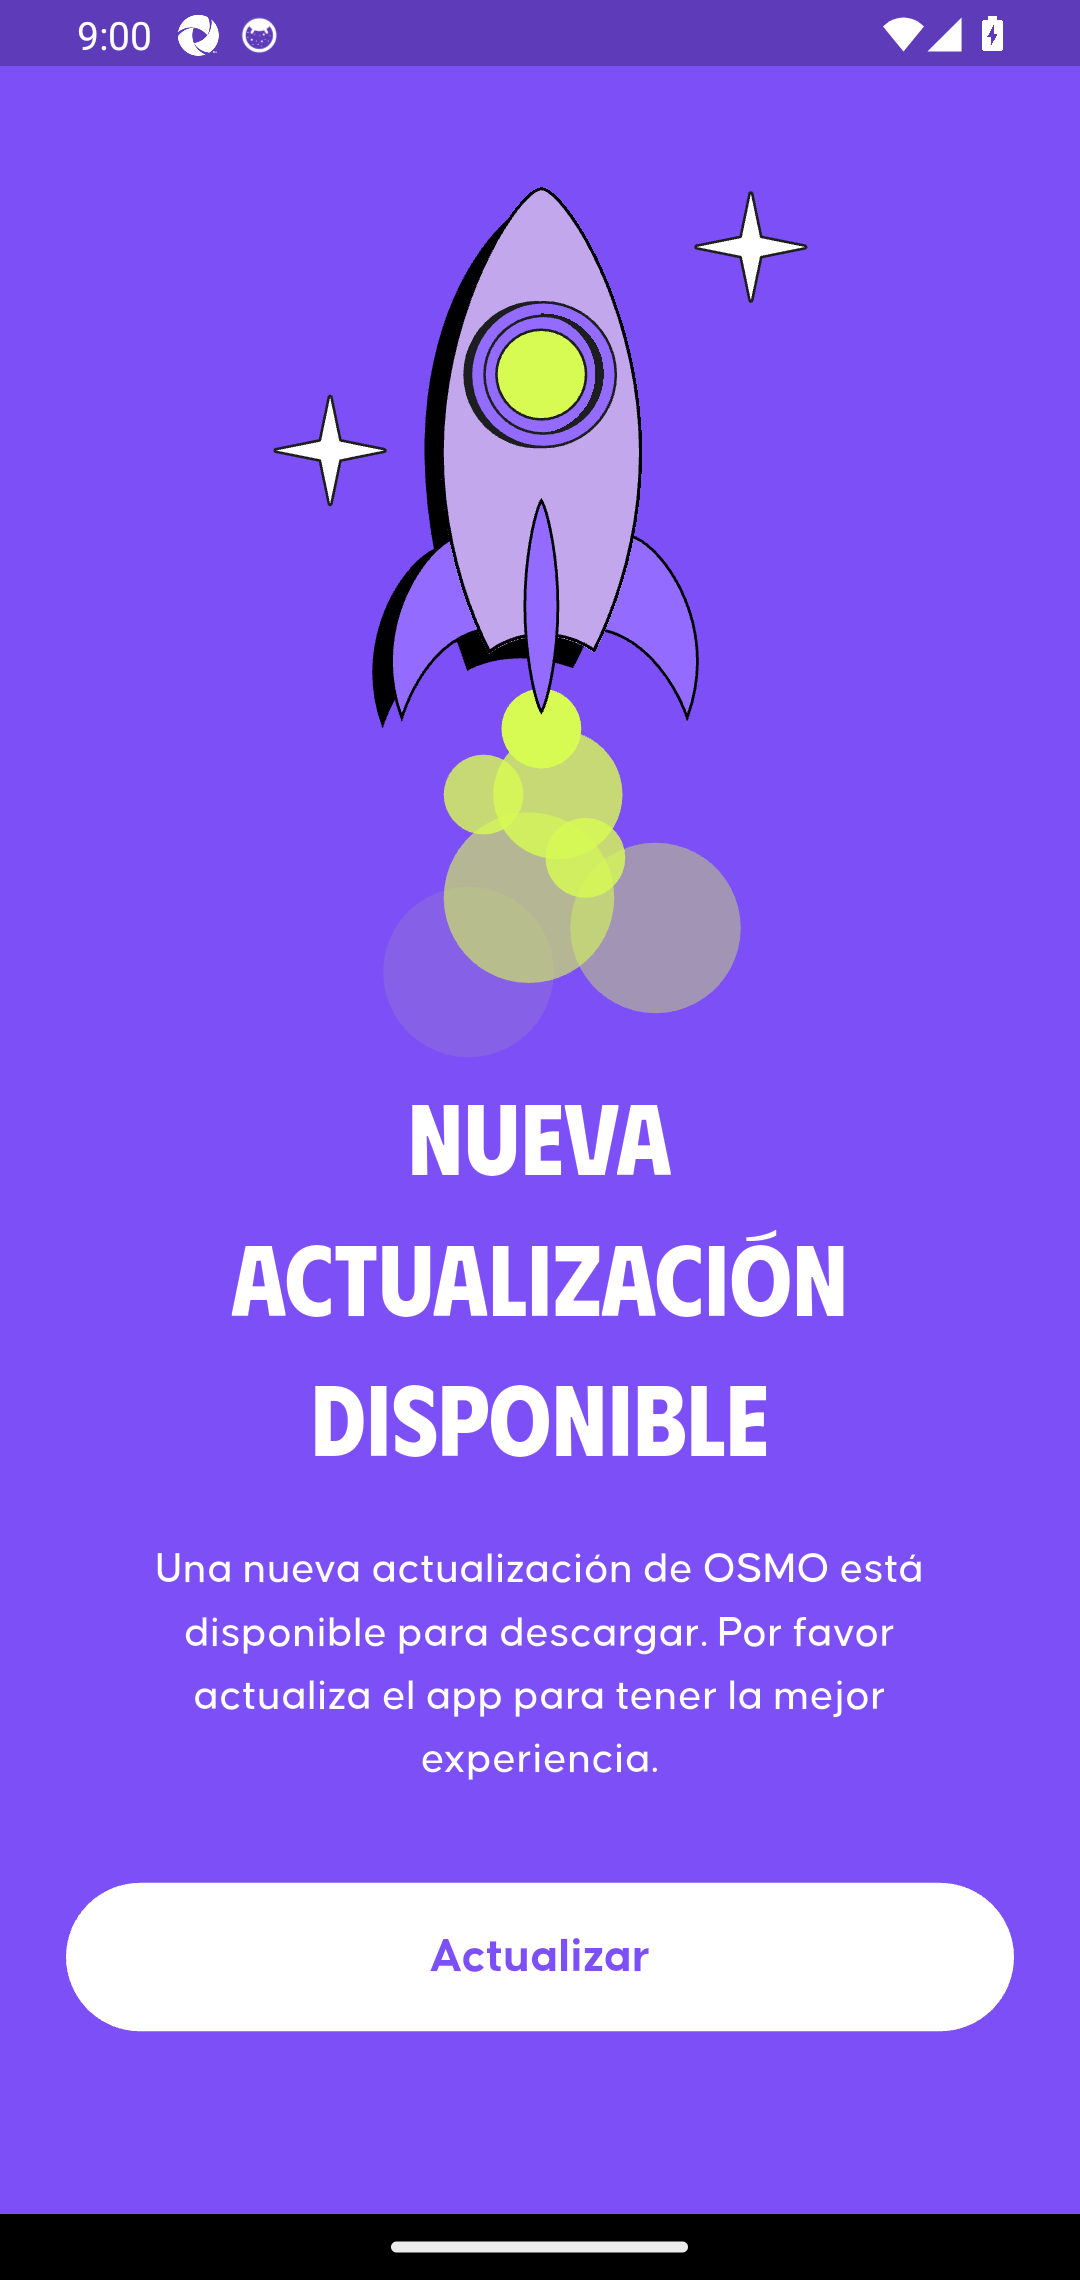 9:00
NUEVA
ACTUALIZACIÓN
DISPONIBLE
Una nueva actualización de OSMO está
disponible para descargar. Por favor
actualiza el app para tener la mejor
experiencia.
Actualizar